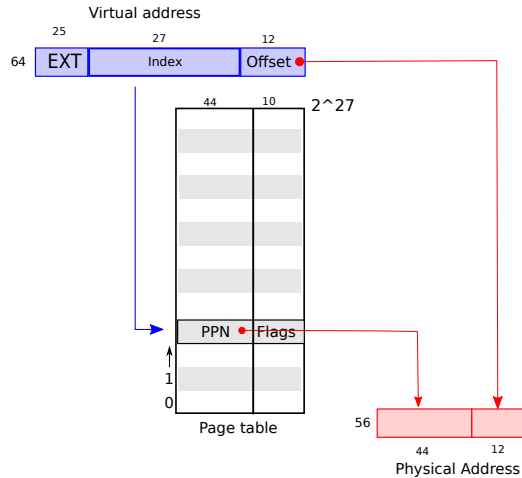 Virtual address
25 27 12
64 EXT Index Offset
44 10 2^27
PPN Flags
1
0
Page table
56
44 12
Physical Address